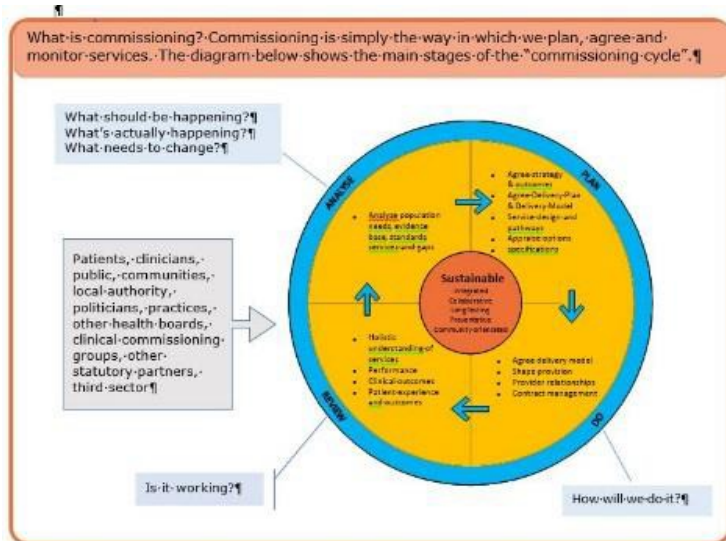 ¶
What is commissioning? Commissioning is simply the way in which we plan, agree and
monitor services. The diagram below shows the main stages of the "commissioning cycle".¶
What should be happening?¶
What's actually happening?¶
What needs to change?¶
ANALYSE
PLAN
• Analyse population
needs, evidence
base, standards
services and gaps
• Agree strategy
& outcomes
• Agree Delivery Plan
& Delivery Model
• Service design and
pathways
• Appraise options
specifications
Patients, clinicians,
public, communities,
local authority,
politicians, practices,
other health boards,
clinical commissioning
groups, other
statutory partners,
third sector¶
Sustainable
Integrated
Collaborative
Long lasting
Preventative
Community orientated
• Holistic
understanding of
services
• Performance
• Clinical outcomes
• Patient experience
and outcomes
• Agree delivery model
• Shape provision
• Provider relationships
• Contract management
REVIEW
DO
Is it working?¶
How will we do it?¶